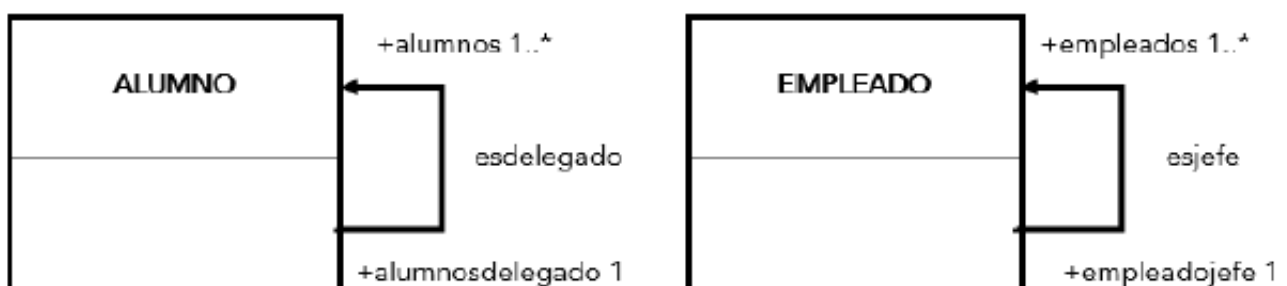 +alumnos 1..*
ALUMNO
esdelegado
+alumnosdelegado 1
+empleados 1..*
EMPLEADO
esjefe
+empleadojefe 1